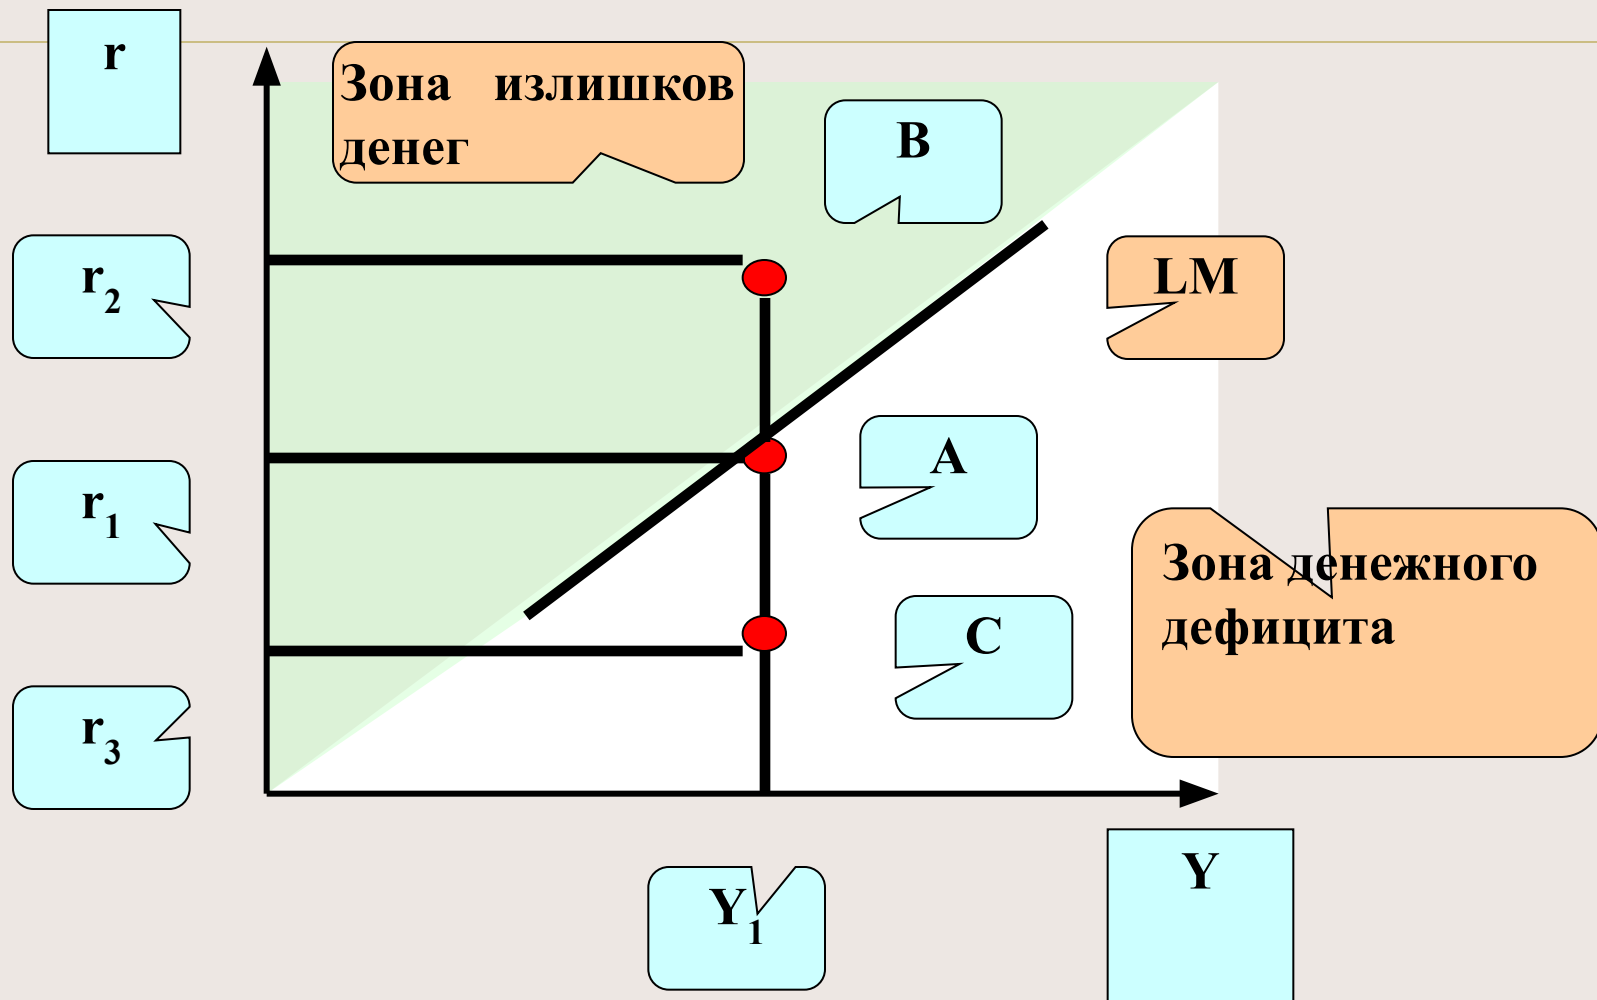 r
Зона излишков
денег
B
r2
LM
A
r1
Зона денежного
дефицита
C
r3
Y
Y1